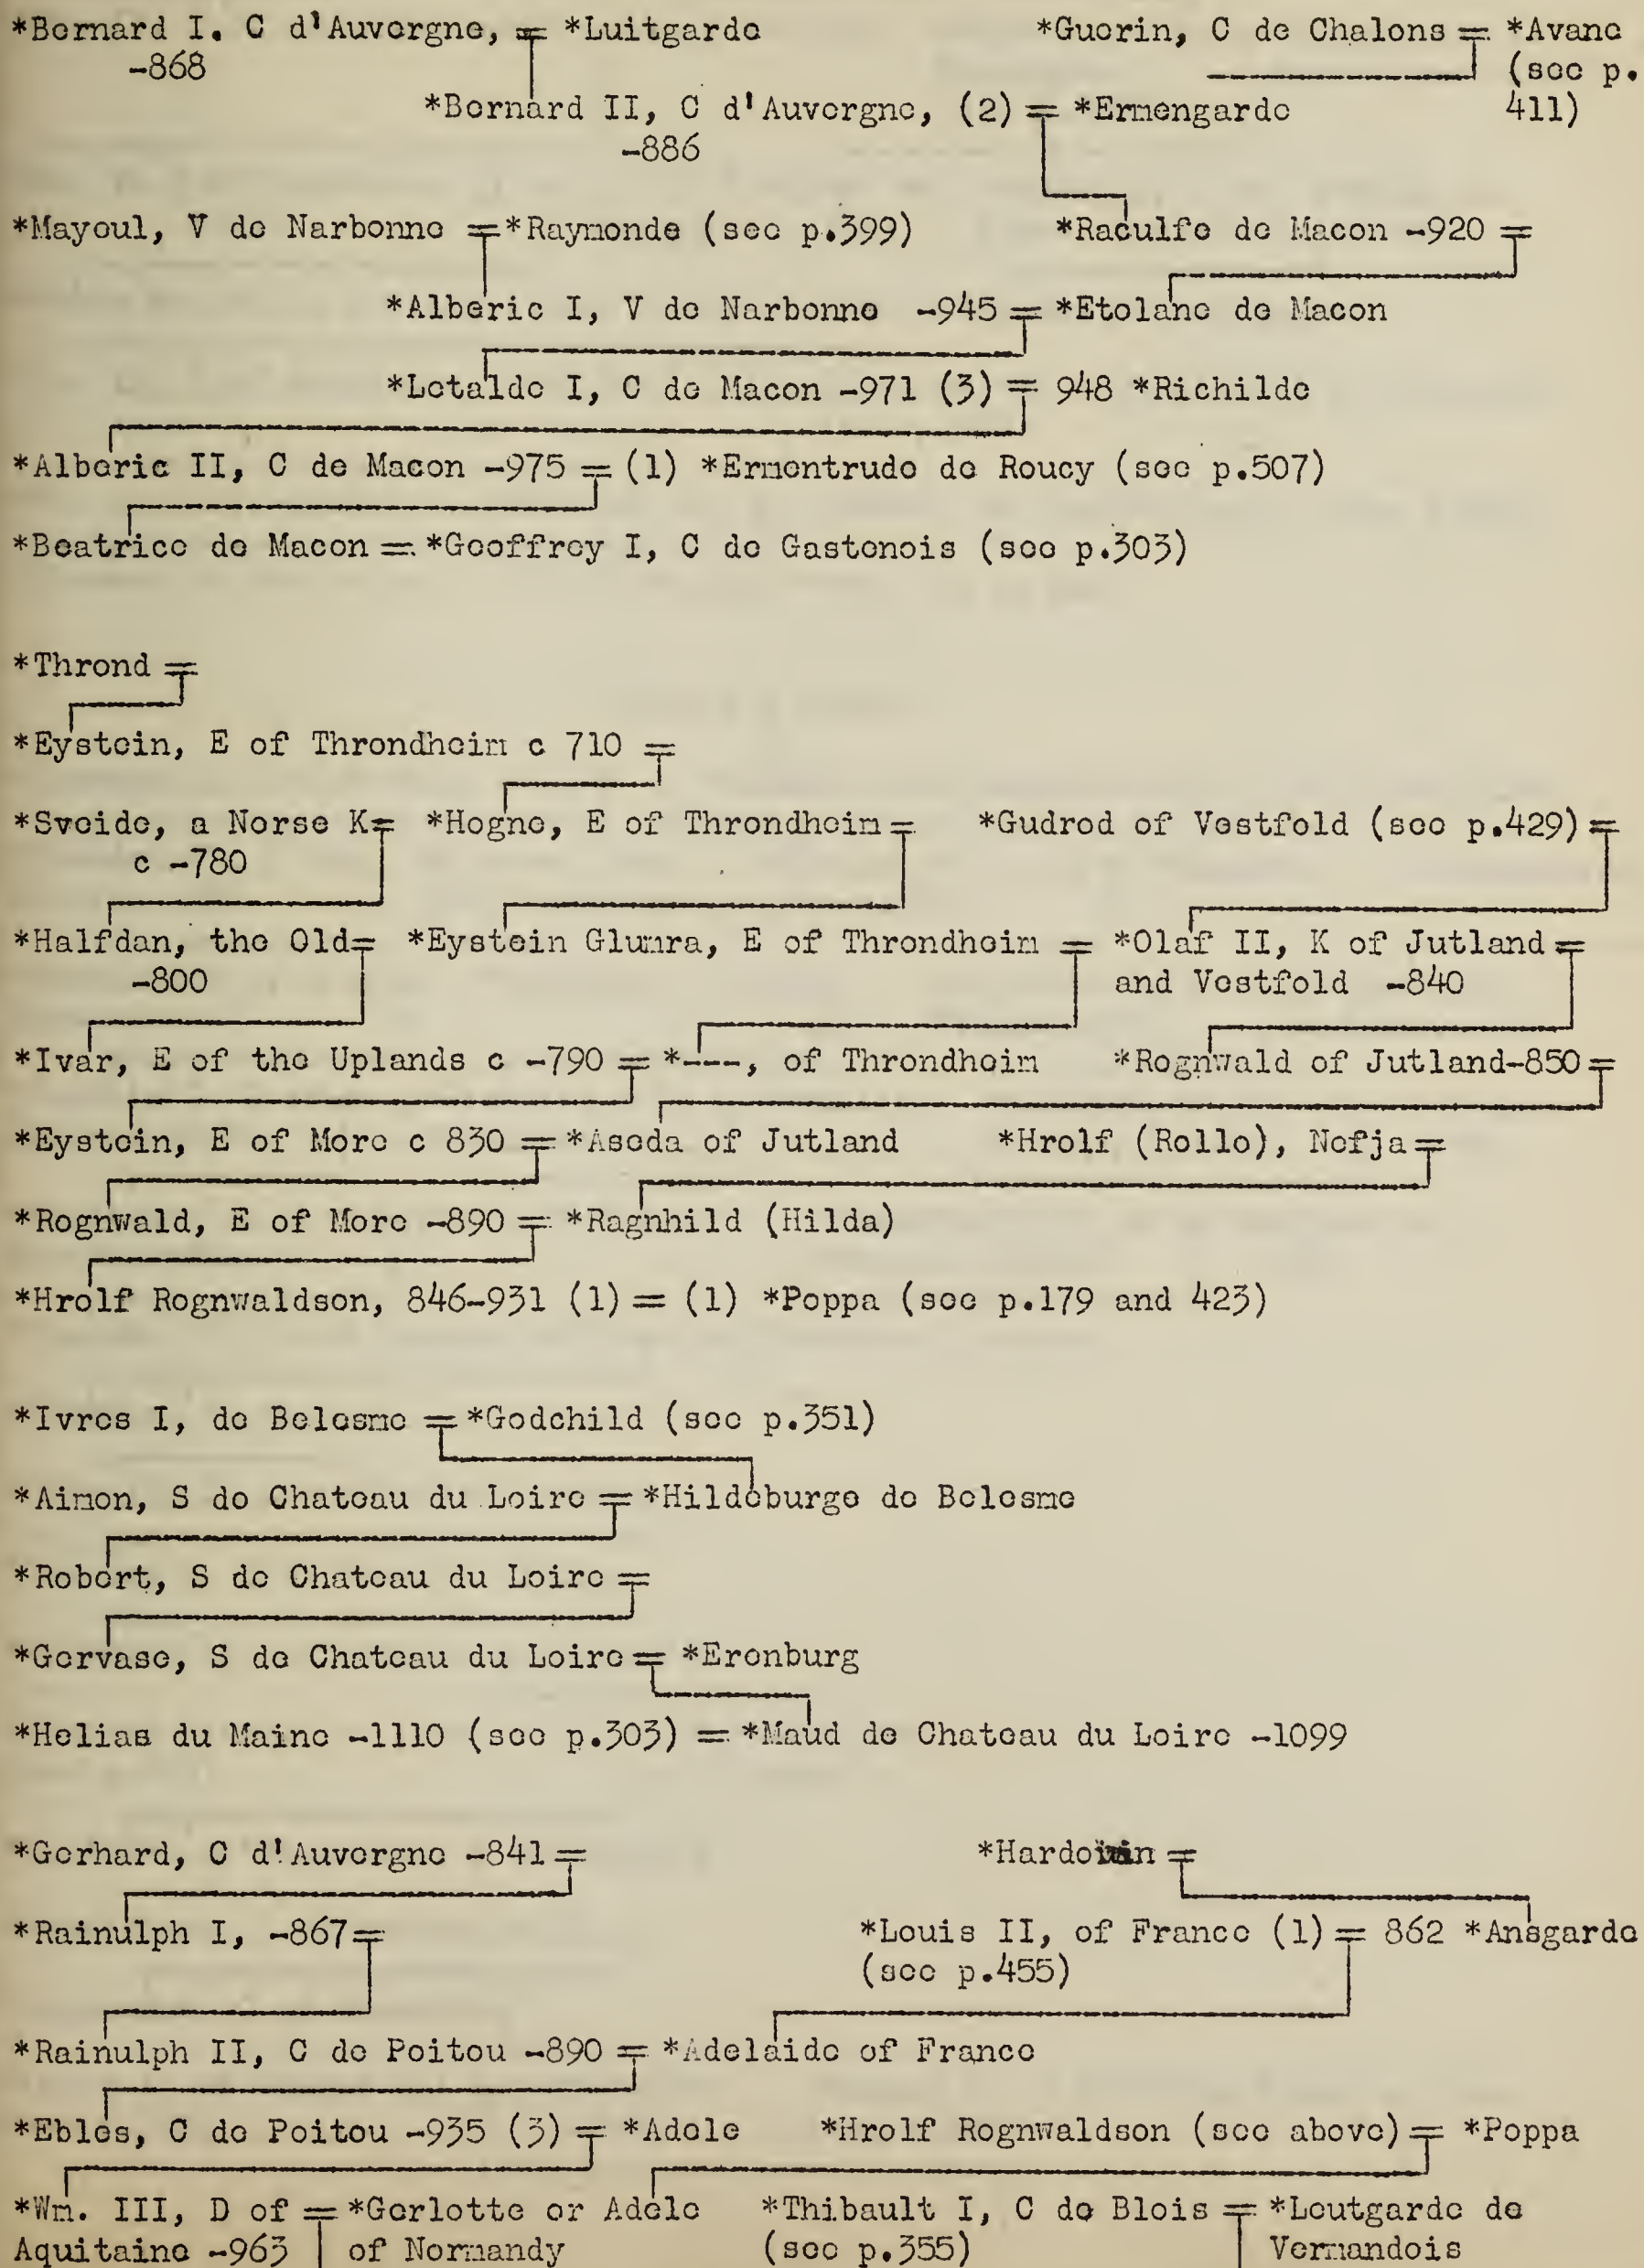 *Bernard I. C d'Auvergne, = *Luitgarde *Guerin, C de Chalons = *Avane
-868 (see p.
*Bernard II, C d'Auvergne, (2) = *Ermengarde 411)
-886
*Mayoul, V de Narbonne = *Raymonde (see p.399) *Raculfe de Macon -920 =
*Alberic I, V de Narbonne -945 = *Etolane de Macon
*Letalde I, C de Macon -971 (3) = 948 *Richilde
*Alberic II, C de Macon -975 = (1) *Ermentrude de Roucy (see p.507)
*Beatrice de Macon = *Geoffrey I, C de Gastenois (see p.303)
*Thrond =
*Eystein, E of Throndheim c 710 =
*Sveide, a Norse K= *Hogne, E of Throndheim = *Gudrod of Vestfold (see p.429) =
c -780
*Halfdan, the Old= *Eystein Glumra, E of Throndheim = *Olaf II, K of Jutland =
-800 and Vestfold -840
*Ivar, E of the Uplands c -790 = *---, of Throndheim *Rognwald of Jutland-850 =
*Eystein, E of More c 830 = *Aseda of Jutland *Hrolf (Rollo), Nefja =
*Rognwald, E of More -890 = *Ragnhild (Hilda)
*Hrolf Rognwaldson, 846-931 (1) = (1) *Poppa (see p.179 and 423)
*Ivres I, de Belesme = *Godchild (see p.351)
*Aimon, S do Chateau du Loire = *Hildeburge de Belesme
*Robert, S de Chateau du Loire =
*Gervase, S de Chateau du Loire = *Erenburg
*Helias du Maine -1110 (see p.303) = *Maud de Chateau du Loire -1099
*Gerhard, C d'Auvergne -841 = *Hardouin =
*Rainulph I, -867= *Louis II, of France (1) = 862 *Ansgarde
(see p.455)
*Rainulph II, C de Poitou -890 = *Adelaide of France
*Ebles, C de Poitou -935 (3) = *Adele *Hrolf Rognwaldson (see above) = *Poppa
*Wm. III, D of = *Gerlotte or Adele *Thibault I, C de Blois = *Leutgarde de
Aquitaine -963 of Normandy (see p.355) Vermandois